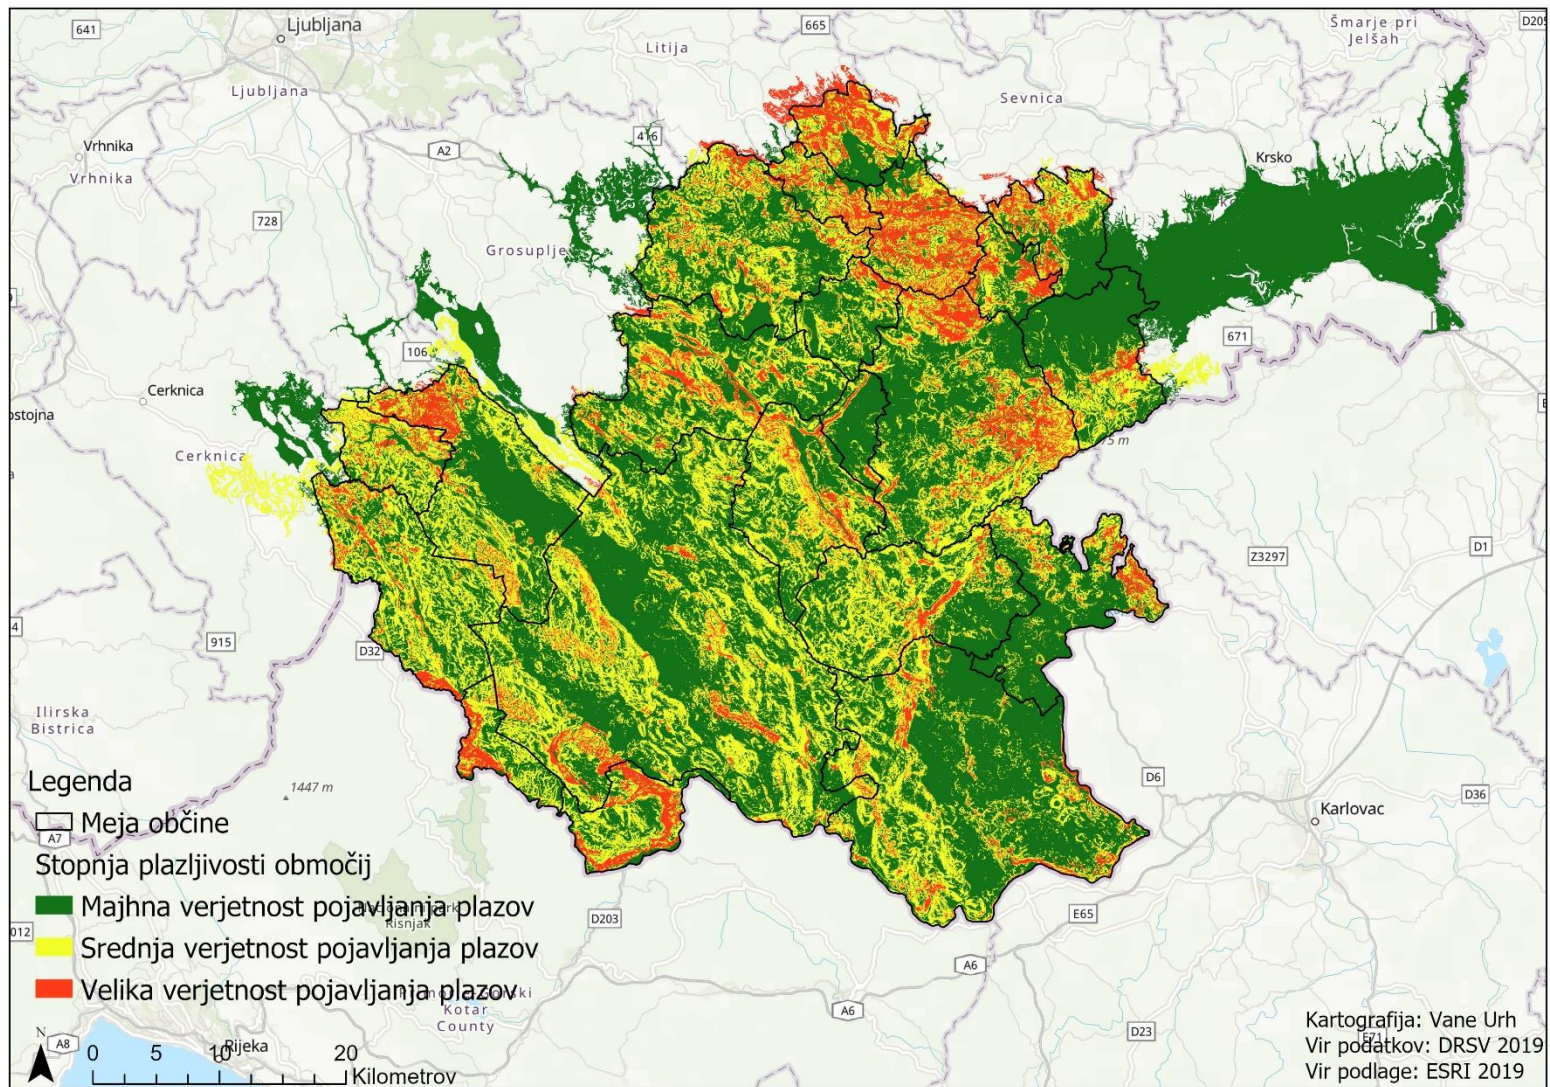 641
Ljubljana
665
Šmarje pri
Jelšah
D205
Litija
Ljubljana
Sevnica
416
A2
Vrhnika
Vrhnika
Krsko
728
Grosuplje
671
106
Cerknica
Cerknica
Z3297
D1
915
D32
Ilirska
Bistrica
1447 m
D6
D36
Karlovac
A7
Risnjak
D203
E65
A6
A6
Kotar
County
D23
E71
A8
Rijeka
Legenda
Meja občine
Stopnja plazljivosti območij
Majhna verjetnost pojavljanja plazov
Srednja verjetnost pojavljanja plazov
Velika verjetnost pojavljanja plazov
N
0 5 10 20
Kilometrov
Kartografija: Vane Urh
Vir podatkov: DRSV 2019
Vir podlage: ESRI 2019